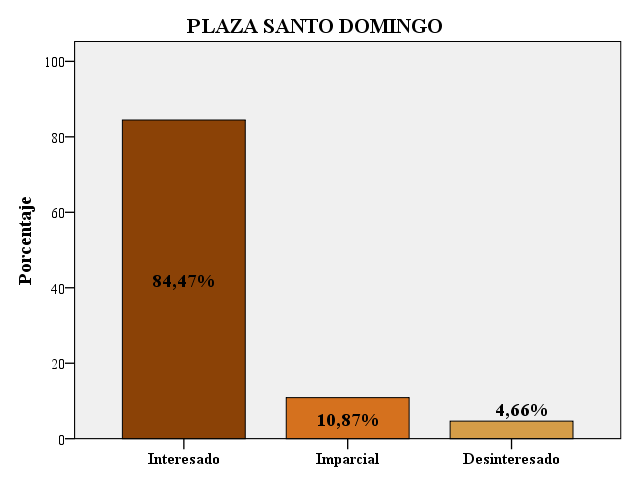 PLAZA SANTO DOMINGO
Porcentaje
100
80
60
40
20
0
84,47%
10,87%
4,66%
Interesado
Imparcial
Desinteresado